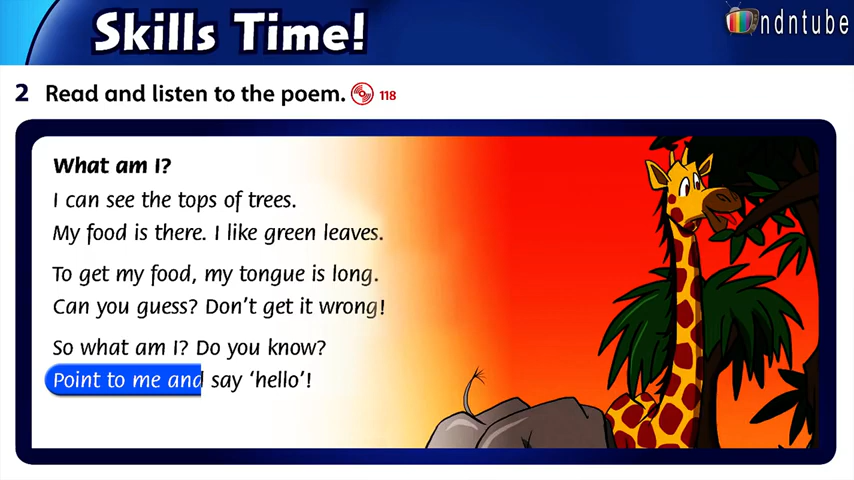 Skills Time!
ndntube
2 Read and listen to the poem. 118
What am I?
I can see the tops of trees.
My food is there. I like green leaves.
To get my food, my tongue is long.
Can you guess? Don't get it wrong!
So what am I? Do you know?
Point to me and say ‘hello’!